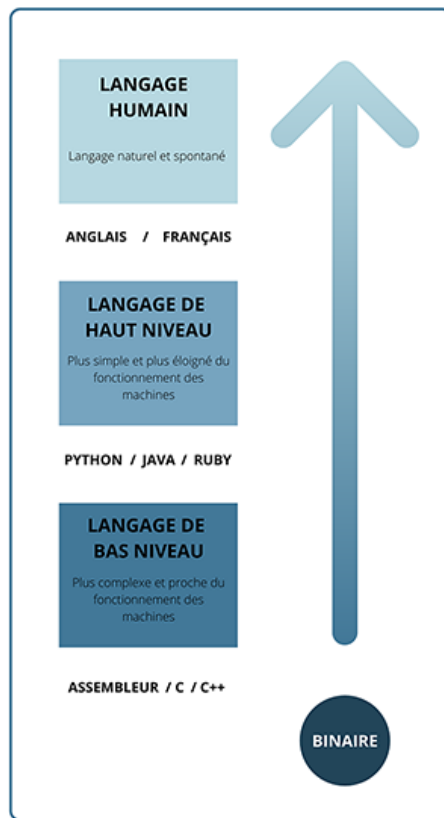 LANGAGE
HUMAIN
Langage naturel et spontané
ANGLAIS / FRANÇAIS
LANGAGE DE
HAUT NIVEAU
Plus simple et plus éloigné du
fonctionnement des
machines
PYTHON / JAVA / RUBY
LANGAGE DE
BAS NIVEAU
Plus complexe et proche du
fonctionnement des
machines
ASSEMBLEUR / C / C++
BINAIRE